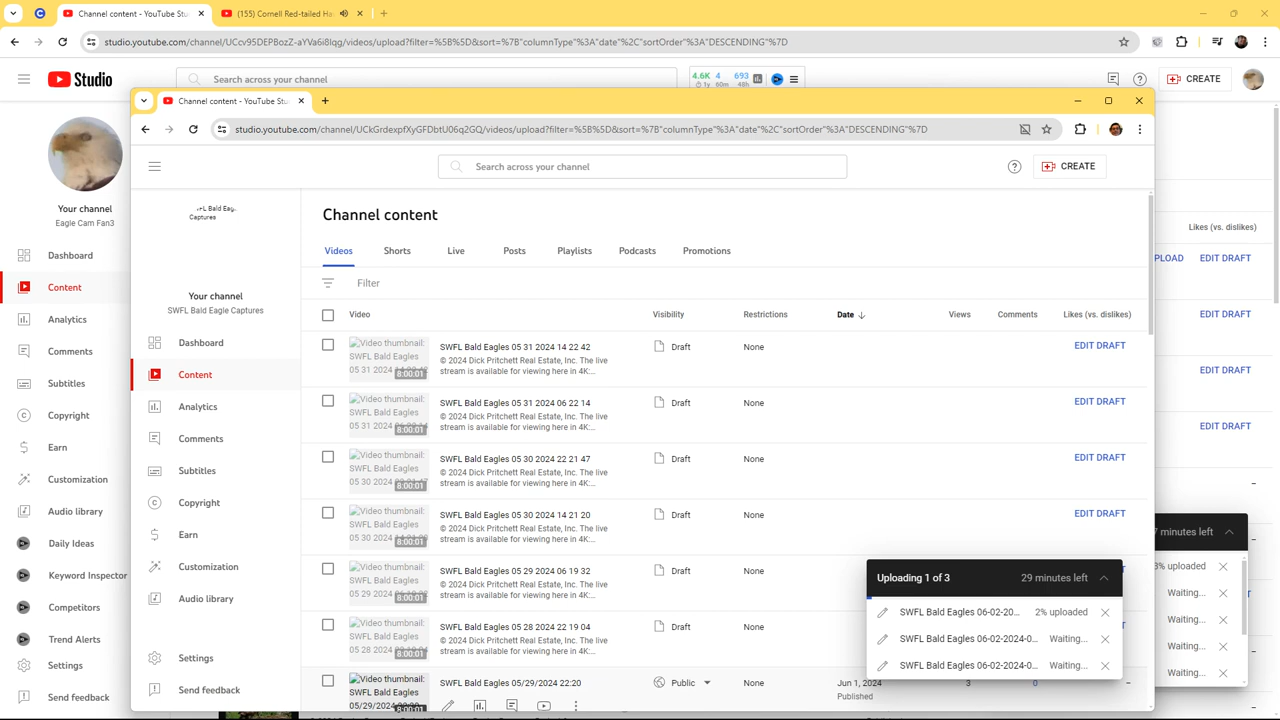 Channel content - YouTube Stu
(155) Cornell Red-tailed Ha
studio.youtube.com/channel/UCcv95DEPBozZ-aYVa6i8lqg/videos/upload?filter=%5B%5D&sort=%7B"columnType"%3A"date"%2C"sortOrder"%3A"DESCENDING"%7D
Studio
Search across your channel
4.6K 4 693
1y 60m 48h
CREATE
Your channel
Eagle Cam Fan3
Dashboard
Content
Analytics
Comments
Subtitles
Copyright
Earn
Customization
Audio library
Daily Ideas
Keyword Inspector
Competitors
Trend Alerts
Settings
Send feedback
Likes (vs. dislikes)
PLOAD EDIT DRAFT
EDIT DRAFT
EDIT DRAFT
EDIT DRAFT
7 minutes left
3% uploaded
Waiting...
Waiting...
Waiting...
Waiting...
Channel content - YouTube Stu
studio.youtube.com/channel/UCkGrdexpfXySFDbtU06q2GQ/videos/upload?filter=%5B%5D&sort=%7B"columnType"%3A"date"%2C"sortOrder"%3A"DESCENDING"%7D
Search across your channel
CREATE
Captures
Your channel
SWFL Bald Eagle Captures
Dashboard
Content
Analytics
Comments
Subtitles
Copyright
Earn
Customization
Audio library
Settings
Send feedback
Channel content
Videos Shorts Live Posts Playlists Podcasts Promotions
Filter
Video Visibility Restrictions Date Views Comments Likes (vs. dislikes)
Video thumbnail:
SWFL Bald Eagles
05 31 2024 14 22 42
8:00:01
SWFL Bald Eagles 05 31 2024 14 22 42
© 2024 Dick Pritchett Real Estate, Inc. The live
stream is available for viewing here in 4K:...
Draft None EDIT DRAFT
Video thumbnail:
SWFL Bald Eagles
8:00:01
SWFL Bald Eagles 05 31 2024 06 22 14
© 2024 Dick Pritchett Real Estate, Inc. The live
stream is available for viewing here in 4K:...
Draft None EDIT DRAFT
Video thumbnail:
SWFL Bald Eagles
8:00:01
SWFL Bald Eagles 05 30 2024 22 21 47
© 2024 Dick Pritchett Real Estate, Inc. The live
stream is available for viewing here in 4K:...
Draft None EDIT DRAFT
Video thumbnail:
SWFL Bald Eagles
8:00:01
SWFL Bald Eagles 05 30 2024 14 21 20
© 2024 Dick Pritchett Real Estate, Inc. The live
stream is available for viewing here in 4K:...
Draft None EDIT DRAFT
Video thumbnail:
SWFL Bald Eagles
8:00:01
SWFL Bald Eagles 05 29 2024 06 19 32
© 2024 Dick Pritchett Real Estate, Inc. The live
stream is available for viewing here in 4K:...
Draft None
Video thumbnail:
SWFL Bald Eagles
8:00:01
SWFL Bald Eagles 05 28 2024 22 19 04
© 2024 Dick Pritchett Real Estate, Inc. The live
stream is available for viewing here in 4K:...
Draft None
Video thumbnail:
SWFL Bald Eagles
8:00:01
SWFL Bald Eagles 05/29/2024 22:20
Public None Jun 1, 2024 3 0 –
Published
Uploading 1 of 3 29 minutes left
SWFL Bald Eagles 06-02-20... 2% uploaded
SWFL Bald Eagles 06-02-2024-0... Waiting...
SWFL Bald Eagles 06-02-2024-0... Waiting...